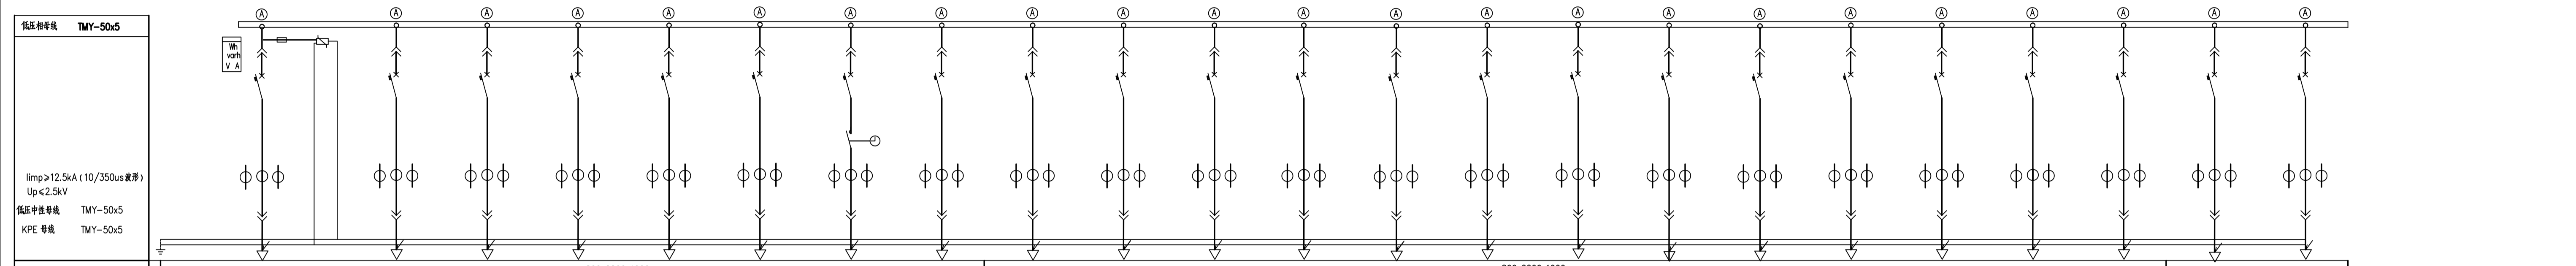 Ⓐ Ⓐ Ⓐ Ⓐ Ⓐ Ⓐ Ⓐ Ⓐ Ⓐ Ⓐ Ⓐ Ⓐ Ⓐ Ⓐ Ⓐ Ⓐ Ⓐ Ⓐ Ⓐ Ⓐ Ⓐ Ⓐ Ⓐ
低压相母线 TMY-50x5
Wh
varh
V A
Iimp≥12.5kA(10/350us波形)
Up≤2.5kV
低压中性母线 TMY-50x5
KPE 母线 TMY-50x5